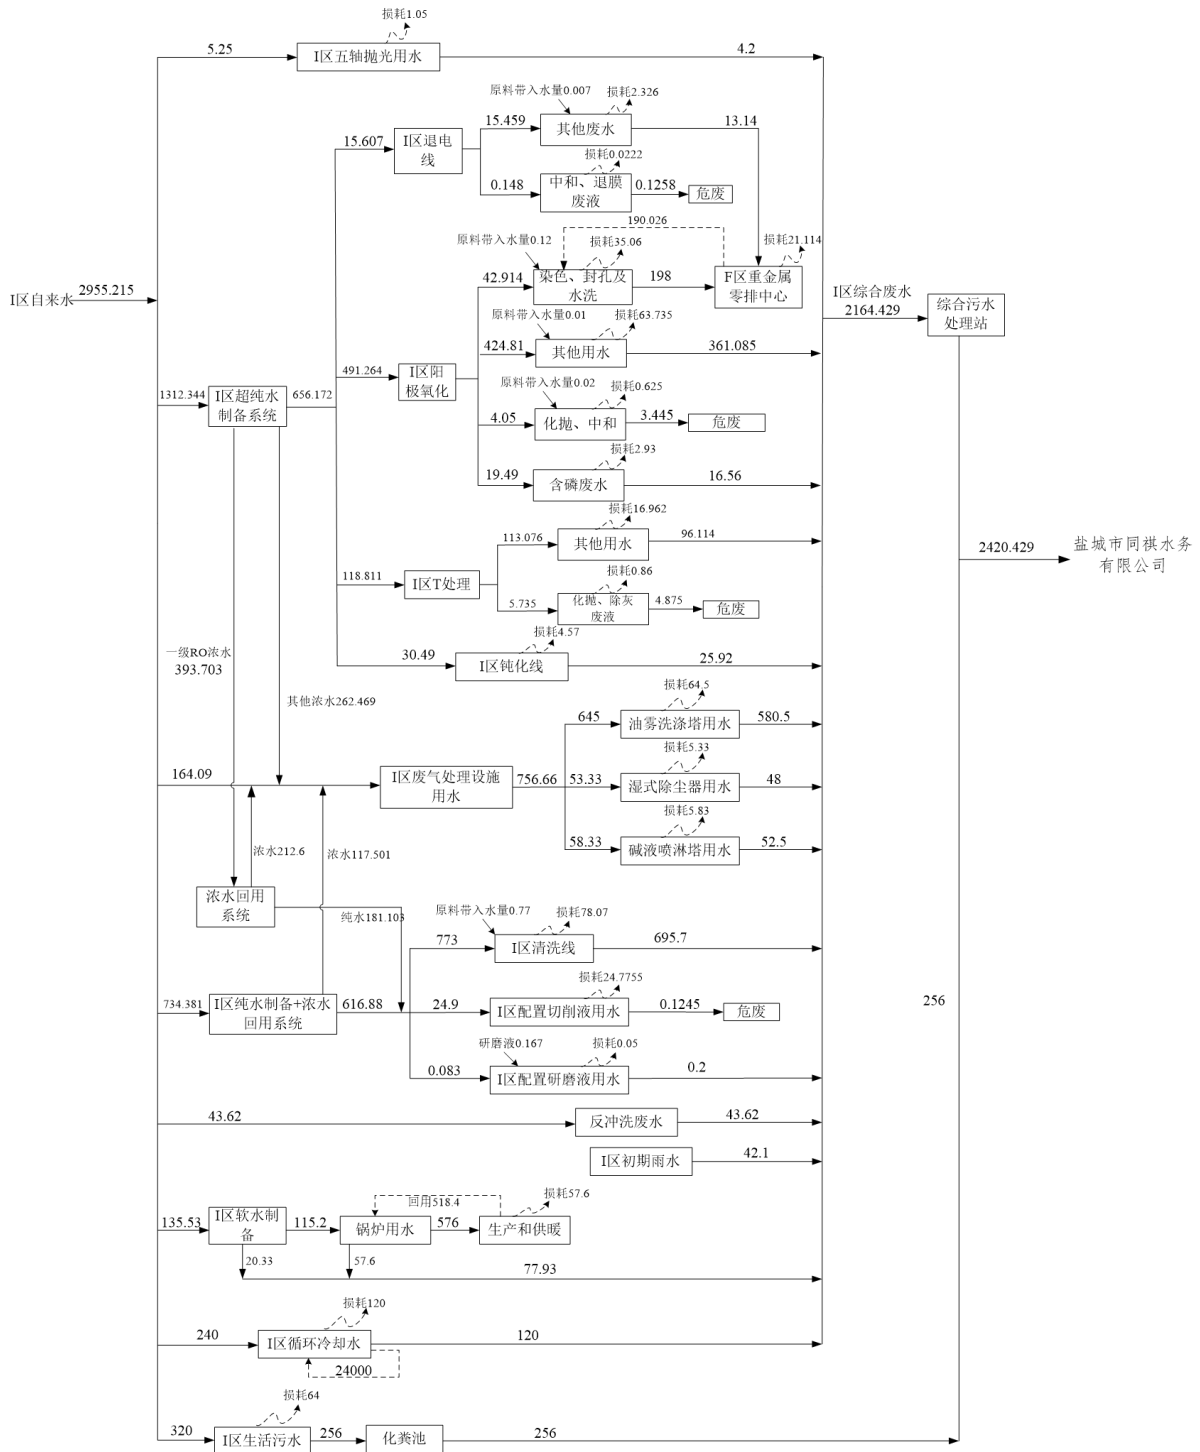 损耗1.05
5.25
I区五轴抛光用水
4.2
原料带入水量0.007
损耗2.326
15.459
其他废水
13.14
15.607
I区退电
线
损耗0.0222
0.148
中和、退膜
废液
0.1258
危废
190.026
原料带入水量0.12
损耗35.06
损耗21.114
42.914
染色、封孔及
水洗
198
F区重金属
零排中心
I区自来水
2955.215
I区综合废水
2164.429
综合污水
处理站
原料带入水量0.01
损耗63.735
424.81
其他用水
361.085
491.264
I区阳
极氧化
1312.344
I区超纯水
制备系统
656.172
原料带入水量0.02
损耗0.625
4.05
化抛、中和
3.445
危废
损耗2.93
19.49
含磷废水
16.56
损耗16.962
113.076
其他用水
96.114
2420.429
盐城市同祺水务
有限公司
118.811
I区T处理
损耗0.86
5.735
化抛、除灰
废液
4.875
危废
损耗4.57
30.49
I区钝化线
25.92
一级RO浓水
393.703
其他浓水262.469
损耗64.5
645
油雾洗涤塔用水
580.5
164.09
I区废气处理设施
用水
756.66
损耗5.33
53.33
湿式除尘器用水
48
损耗5.83
58.33
碱液喷淋塔用水
52.5
浓水212.6
浓水117.501
浓水回用
系统
纯水181.103
原料带入水量0.77
损耗78.07
773
I区清洗线
695.7
734.381
I区纯水制备+浓水
回用系统
616.88
损耗24.7755
24.9
I区配置切削液用水
0.1245
危废
256
研磨液0.167
损耗0.05
0.083
I区配置研磨液用水
0.2
43.62
反冲洗废水
43.62
I区初期雨水
42.1
回用518.4
损耗57.6
135.53
I区软水制
备
115.2
锅炉用水
576
生产和供暖
20.33
57.6
77.93
损耗120
240
I区循环冷却水
120
24000
损耗64
320
I区生活污水
256
化粪池
256